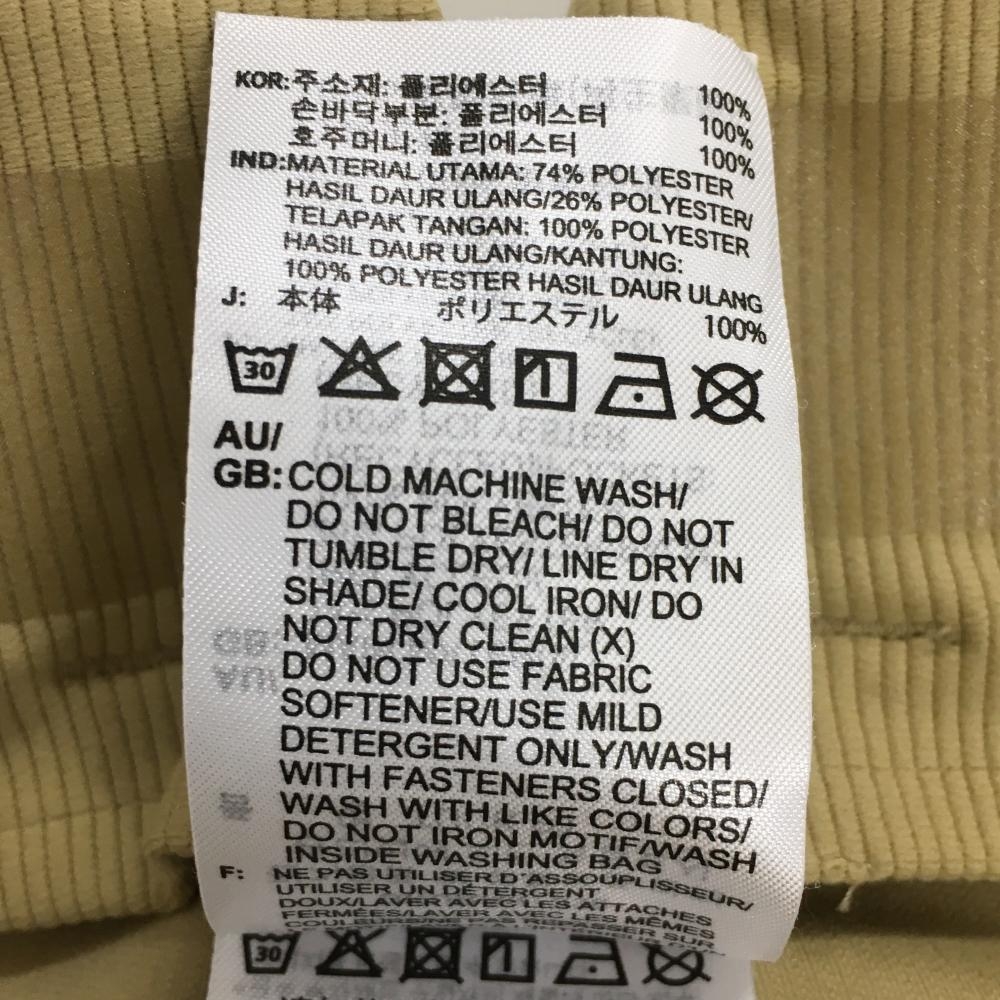 KOR:주소재: 폴리에스터 100%
손바닥부분: 폴리에스터 100%
호주머니: 폴리에스터 100%
IND:MATERIAL UTAMA: 74% POLYESTER
HASIL DAUR ULANG/26% POLYESTER/
TELAPAK TANGAN: 100% POLYESTER
HASIL DAUR ULANG/KANTUNG:
100% POLYESTER HASIL DAUR ULANG
J: 本体 ポリエステル 100%
30
AU/
GB:COLD MACHINE WASH/
DO NOT BLEACH/ DO NOT
TUMBLE DRY/ LINE DRY IN
SHADE/ COOL IRON/ DO
NOT DRY CLEAN (X)
DO NOT USE FABRIC
SOFTENER/USE MILD
DETERGENT ONLY/WASH
WITH FASTENERS CLOSED/
WASH WITH LIKE COLORS/
DO NOT IRON MOTIF/WASH
INSIDE WASHING BAG
F: NE PAS UTILISER D'ASSOUPLISSEUR/
UTILISER UN DÉTERGENT
DOUX/LAVER AVEC LES ATTACHES
FERMÉES/LAVER AVEC LES MÊMES
COULEURS/NE PAS REPASSER SUR
30